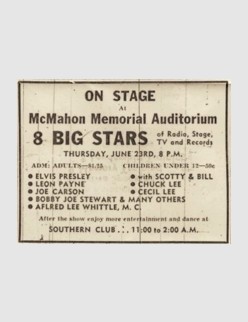 ON STAGE
At
McMahon Memorial Auditorium
8 BIG STARS of Radio, Stage, TV and Records
THURSDAY, JUNE 23RD, 8 P.M.
ADM: ADULTS—$1.25 CHILDREN UNDER 12—50c
● ELVIS PRESLEY ● with SCOTTY & BILL
● LEON PAYNE ● CHUCK LEE
● JOE CARSON ● CECIL LEE
● BOBBY JOE STEWART & MANY OTHERS
● AFLRED LEE WHITTLE, M. C.
After the show enjoy more entertainment and dance at
SOUTHERN CLUB . . . 11:00 to 2:00 A.M.